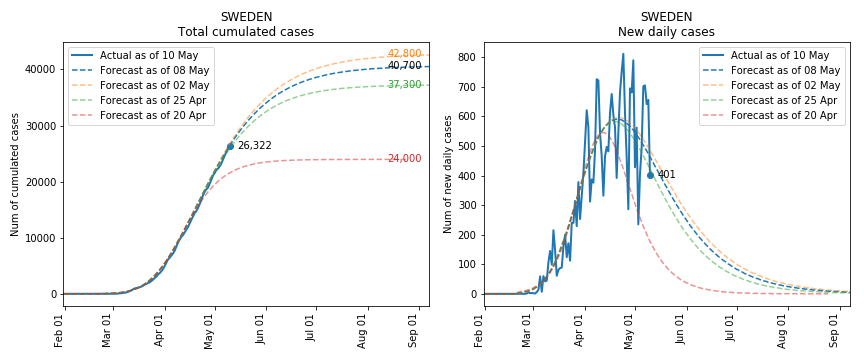 SWEDEN
Total cumulated cases
Num of cumulated cases
40000
30000
20000
10000
0
Actual as of 10 May
Forecast as of 08 May
Forecast as of 02 May
Forecast as of 25 Apr
Forecast as of 20 Apr
42,800
40,700
37,300
26,322
24,000
Feb 01
Mar 01
Apr 01
May 01
Jun 01
Jul 01
Aug 01
Sep 01
SWEDEN
New daily cases
Num of new daily cases
800
700
600
500
400
300
200
100
0
Actual as of 10 May
Forecast as of 08 May
Forecast as of 02 May
Forecast as of 25 Apr
Forecast as of 20 Apr
401
Feb 01
Mar 01
Apr 01
May 01
Jun 01
Jul 01
Aug 01
Sep 01